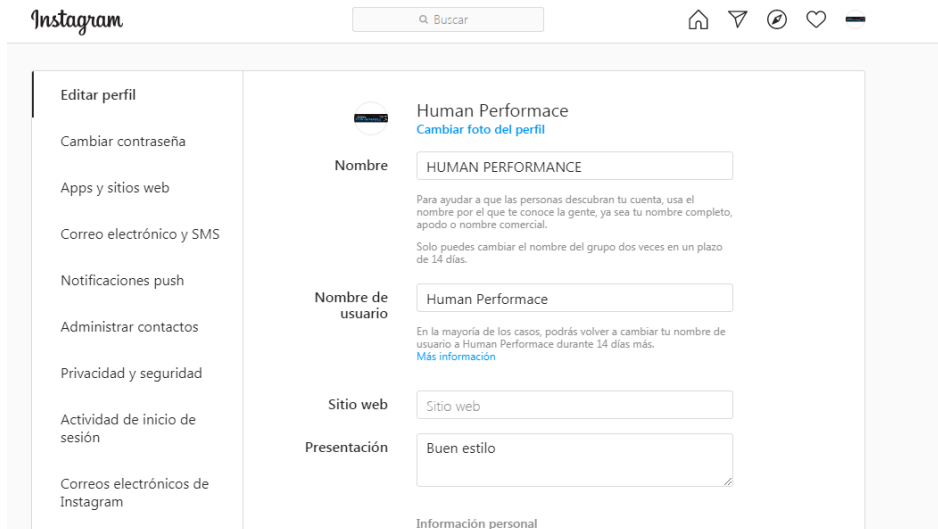 Instagram
Buscar
Editar perfil
Cambiar contraseña
Apps y sitios web
Correo electrónico y SMS
Notificaciones push
Administrar contactos
Privacidad y seguridad
Actividad de inicio de
sesión
Correos electrónicos de
Instagram
Human Performace
Cambiar foto del perfil
Nombre
HUMAN PERFORMANCE
Para ayudar a que las personas descubran tu cuenta, usa el
nombre por el que te conoce la gente, ya sea tu nombre completo,
apodo o nombre comercial.
Solo puedes cambiar el nombre del grupo dos veces en un plazo
de 14 días.
Nombre de
usuario
Human Performace
En la mayoría de los casos, podrás volver a cambiar tu nombre de
usuario a Human Performace durante 14 días más.
Más información
Sitio web
Sitio web
Presentación
Buen estilo
Información personal